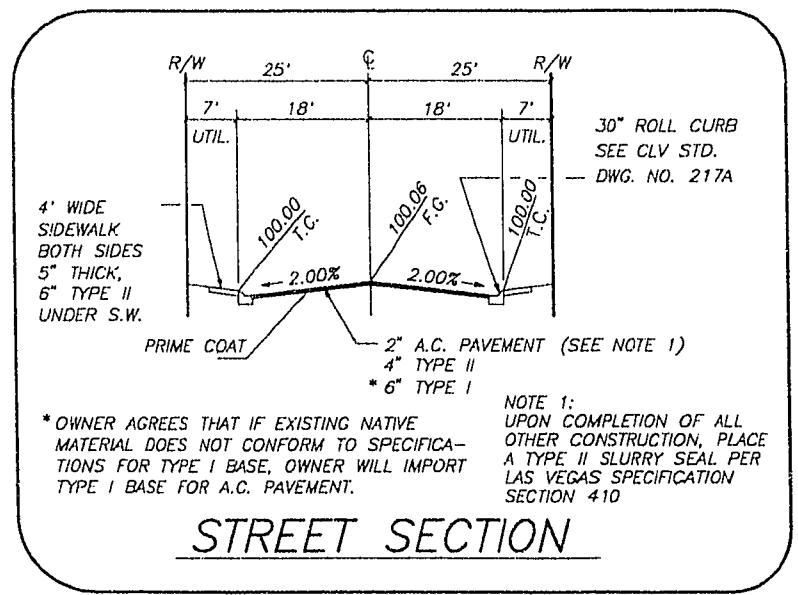 R/W ℄ R/W
25' 25'
7' 18' 18' 7'
UTIL. UTIL.
30" ROLL CURB
SEE CLV STD.
DWG. NO. 217A
4' WIDE
SIDEWALK
BOTH SIDES
5" THICK,
6" TYPE II
UNDER S.W.
100.00
T.C.
100.06
F.G.
100.00
T.C.
2.00% 2.00%
PRIME COAT
2" A.C. PAVEMENT (SEE NOTE 1)
4" TYPE II
* 6" TYPE I
* OWNER AGREES THAT IF EXISTING NATIVE
MATERIAL DOES NOT CONFORM TO SPECIFICA-
TIONS FOR TYPE I BASE, OWNER WILL IMPORT
TYPE I BASE FOR A.C. PAVEMENT.
NOTE 1:
UPON COMPLETION OF ALL
OTHER CONSTRUCTION, PLACE
A TYPE II SLURRY SEAL PER
LAS VEGAS SPECIFICATION
SECTION 410
STREET SECTION